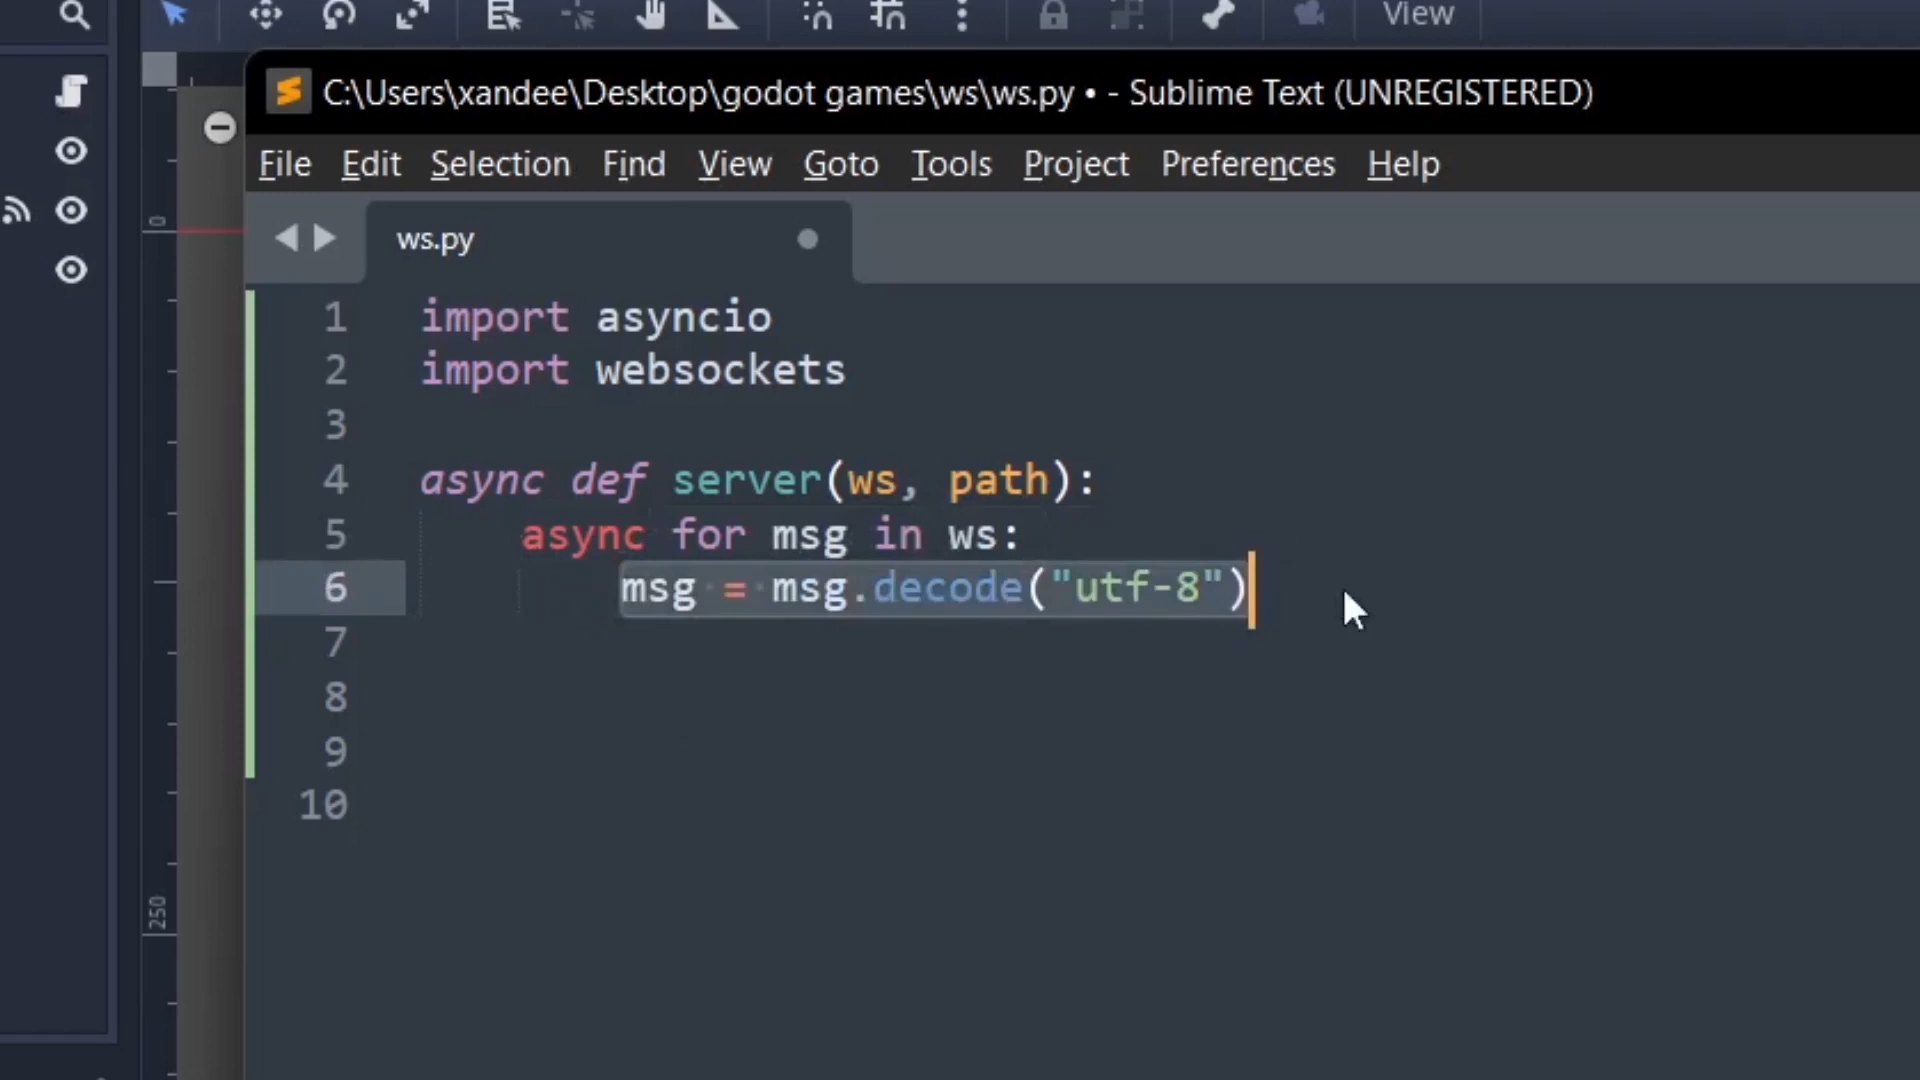 View
C:\Users\xandee\Desktop\godot games\ws\ws.py • - Sublime Text (UNREGISTERED)
File Edit Selection Find View Goto Tools Project Preferences Help
ws.py
0
1 import asyncio
2 import websockets
3
4 async def server(ws, path):
5 async for msg in ws:
6 msg = msg.decode("utf-8")
7
8
9
10
250